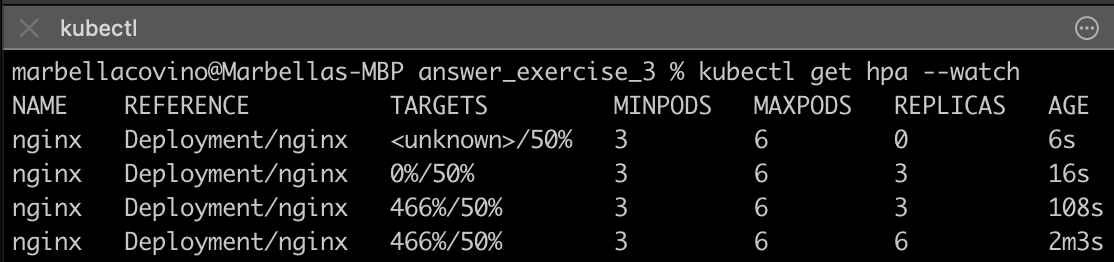 kubectl
marbellacovino@Marbellas-MBP answer_exercise_3 % kubectl get hpa --watch
NAME REFERENCE TARGETS MINPODS MAXPODS REPLICAS AGE
nginx Deployment/nginx <unknown>/50% 3 6 0 6s
nginx Deployment/nginx 0%/50% 3 6 3 16s
nginx Deployment/nginx 466%/50% 3 6 3 108s
nginx Deployment/nginx 466%/50% 3 6 6 2m3s